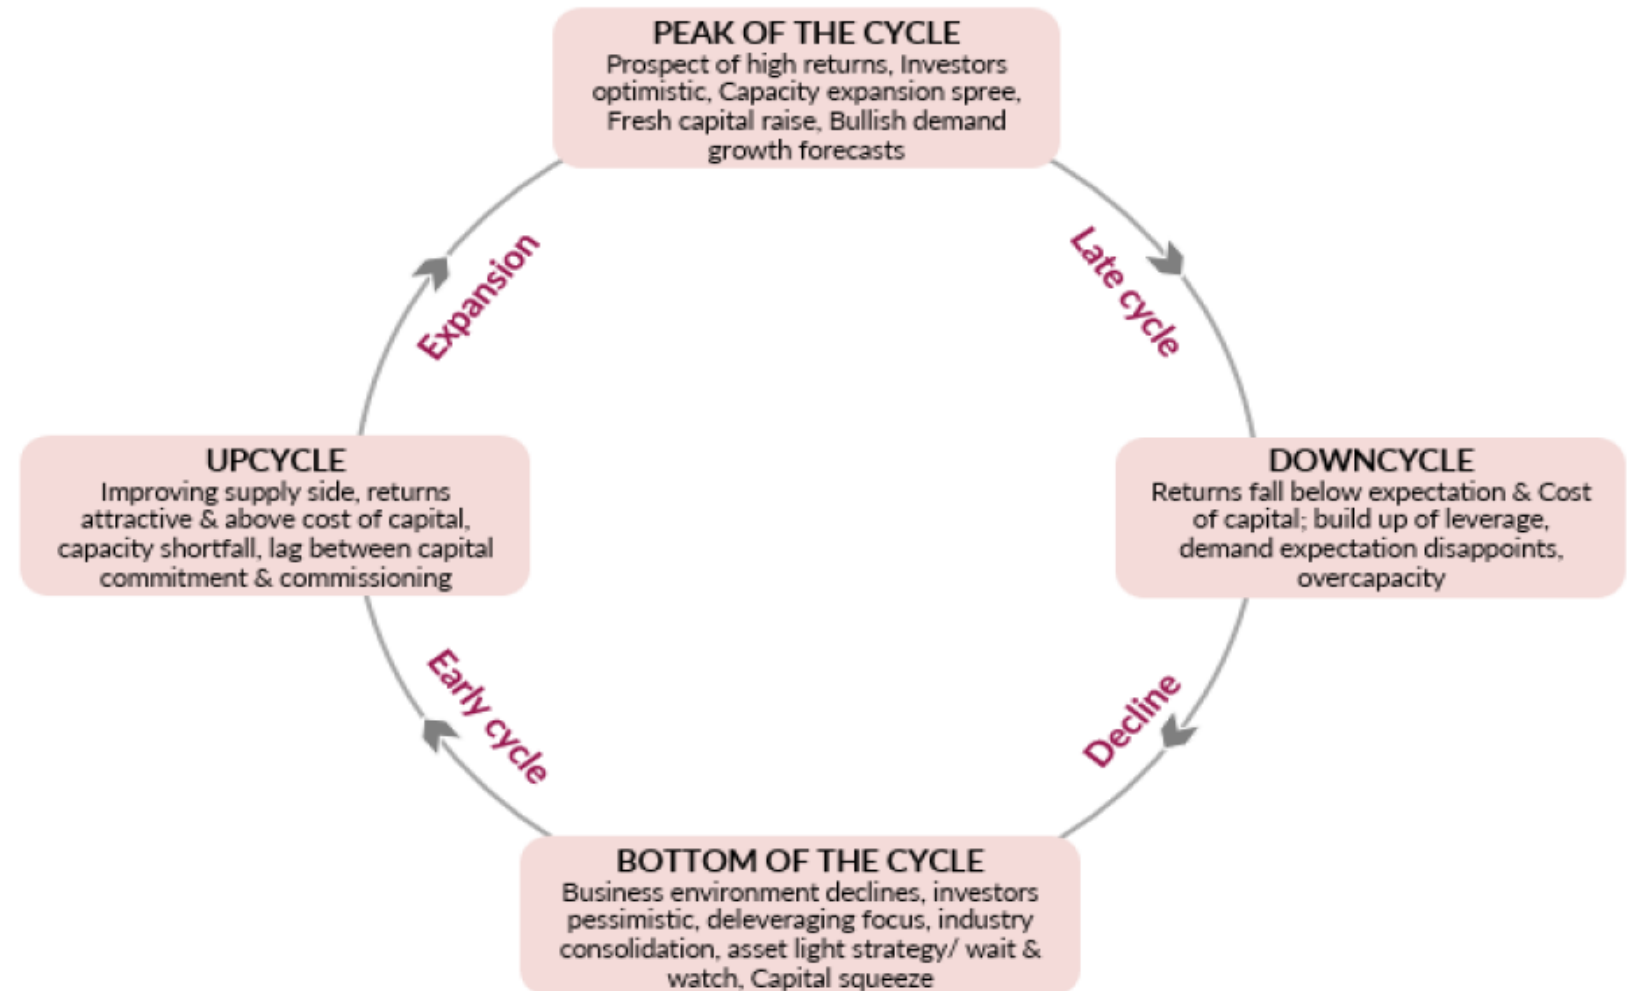 PEAK OF THE CYCLE
Prospect of high returns, Investors
optimistic, Capacity expansion spree,
Fresh capital raise, Bullish demand
growth forecasts
Expansion
Late cycle
UPCYCLE
Improving supply side, returns
attractive & above cost of capital,
capacity shortfall, lag between capital
commitment & commissioning
DOWNCYCLE
Returns fall below expectation & Cost
of capital; build up of leverage,
demand expectation disappoints,
overcapacity
Early cycle
Decline
BOTTOM OF THE CYCLE
Business environment declines, investors
pessimistic, deleveraging focus, industry
consolidation, asset light strategy/ wait &
watch, Capital squeeze